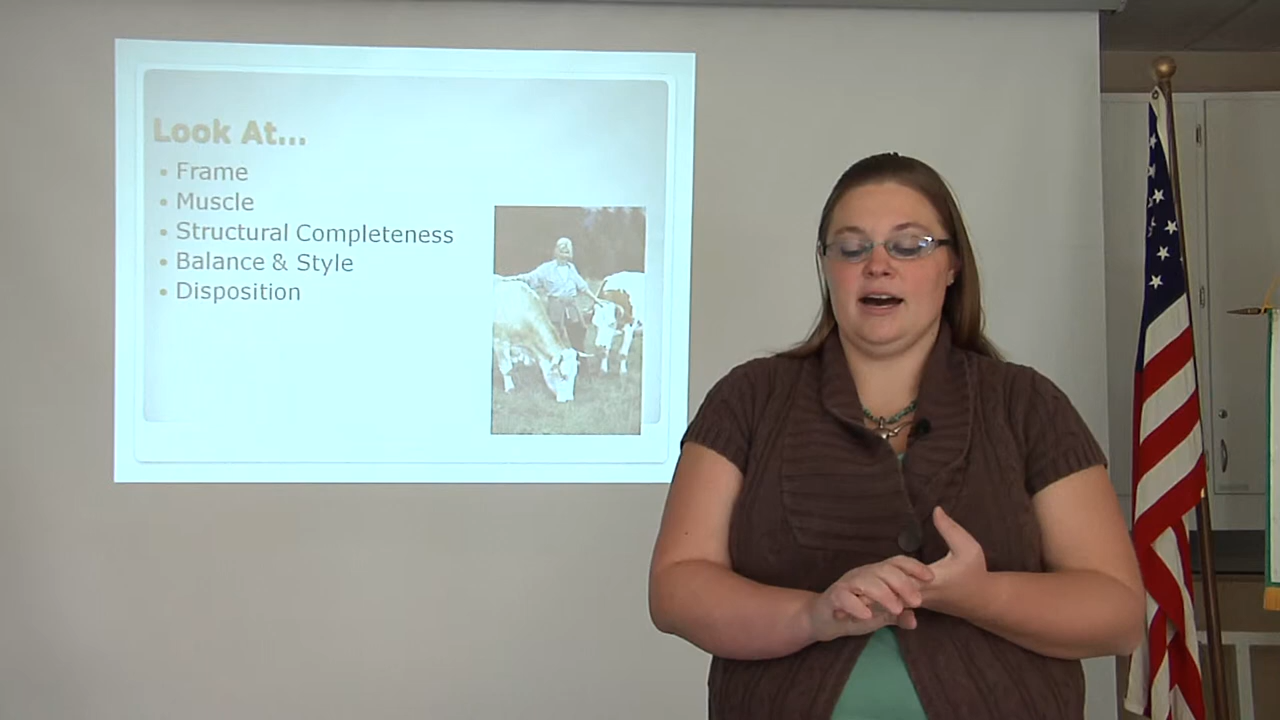 Look At...
• Frame
• Muscle
• Structural Completeness
• Balance & Style
• Disposition